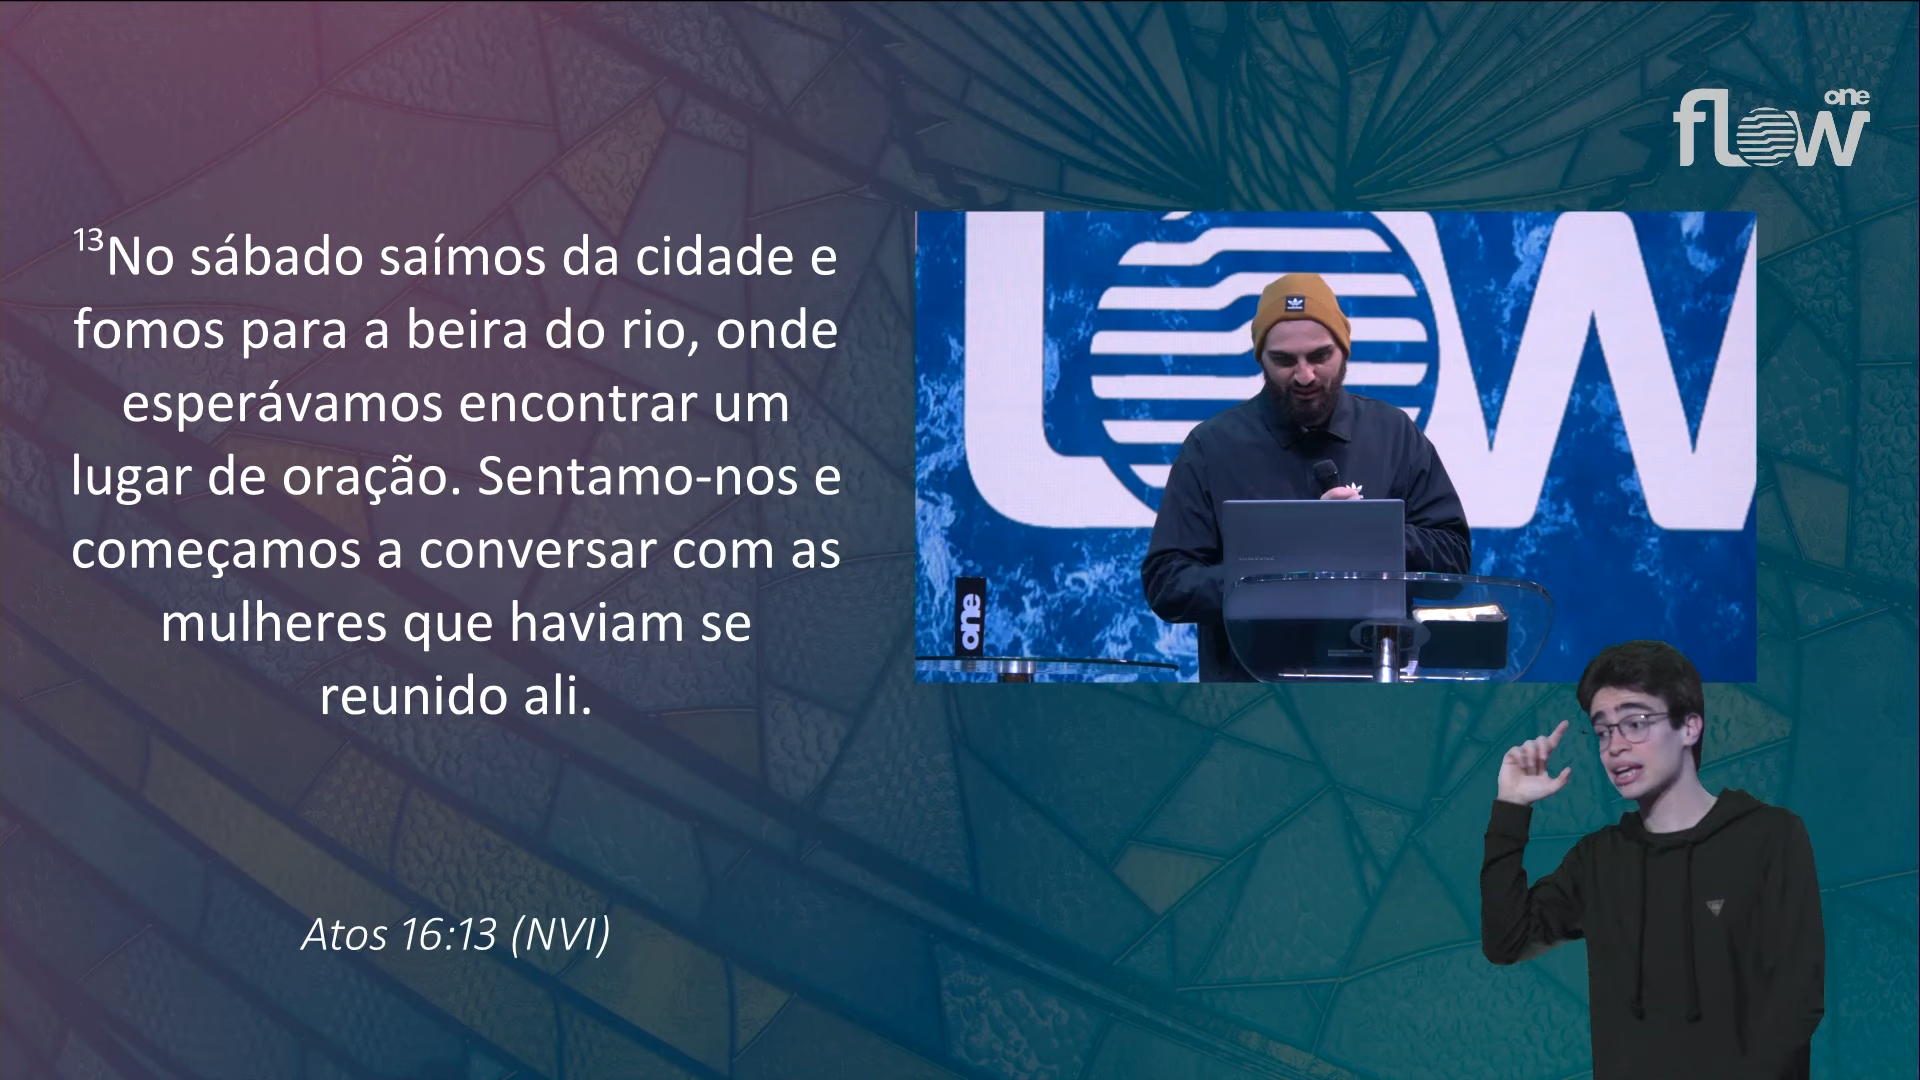 one
flow
¹³No sábado saímos da cidade e
fomos para a beira do rio, onde
esperávamos encontrar um
lugar de oração. Sentamo-nos e
começamos a conversar com as
mulheres que haviam se
reunido ali.
Atos 16:13 (NVI)
LOW
one